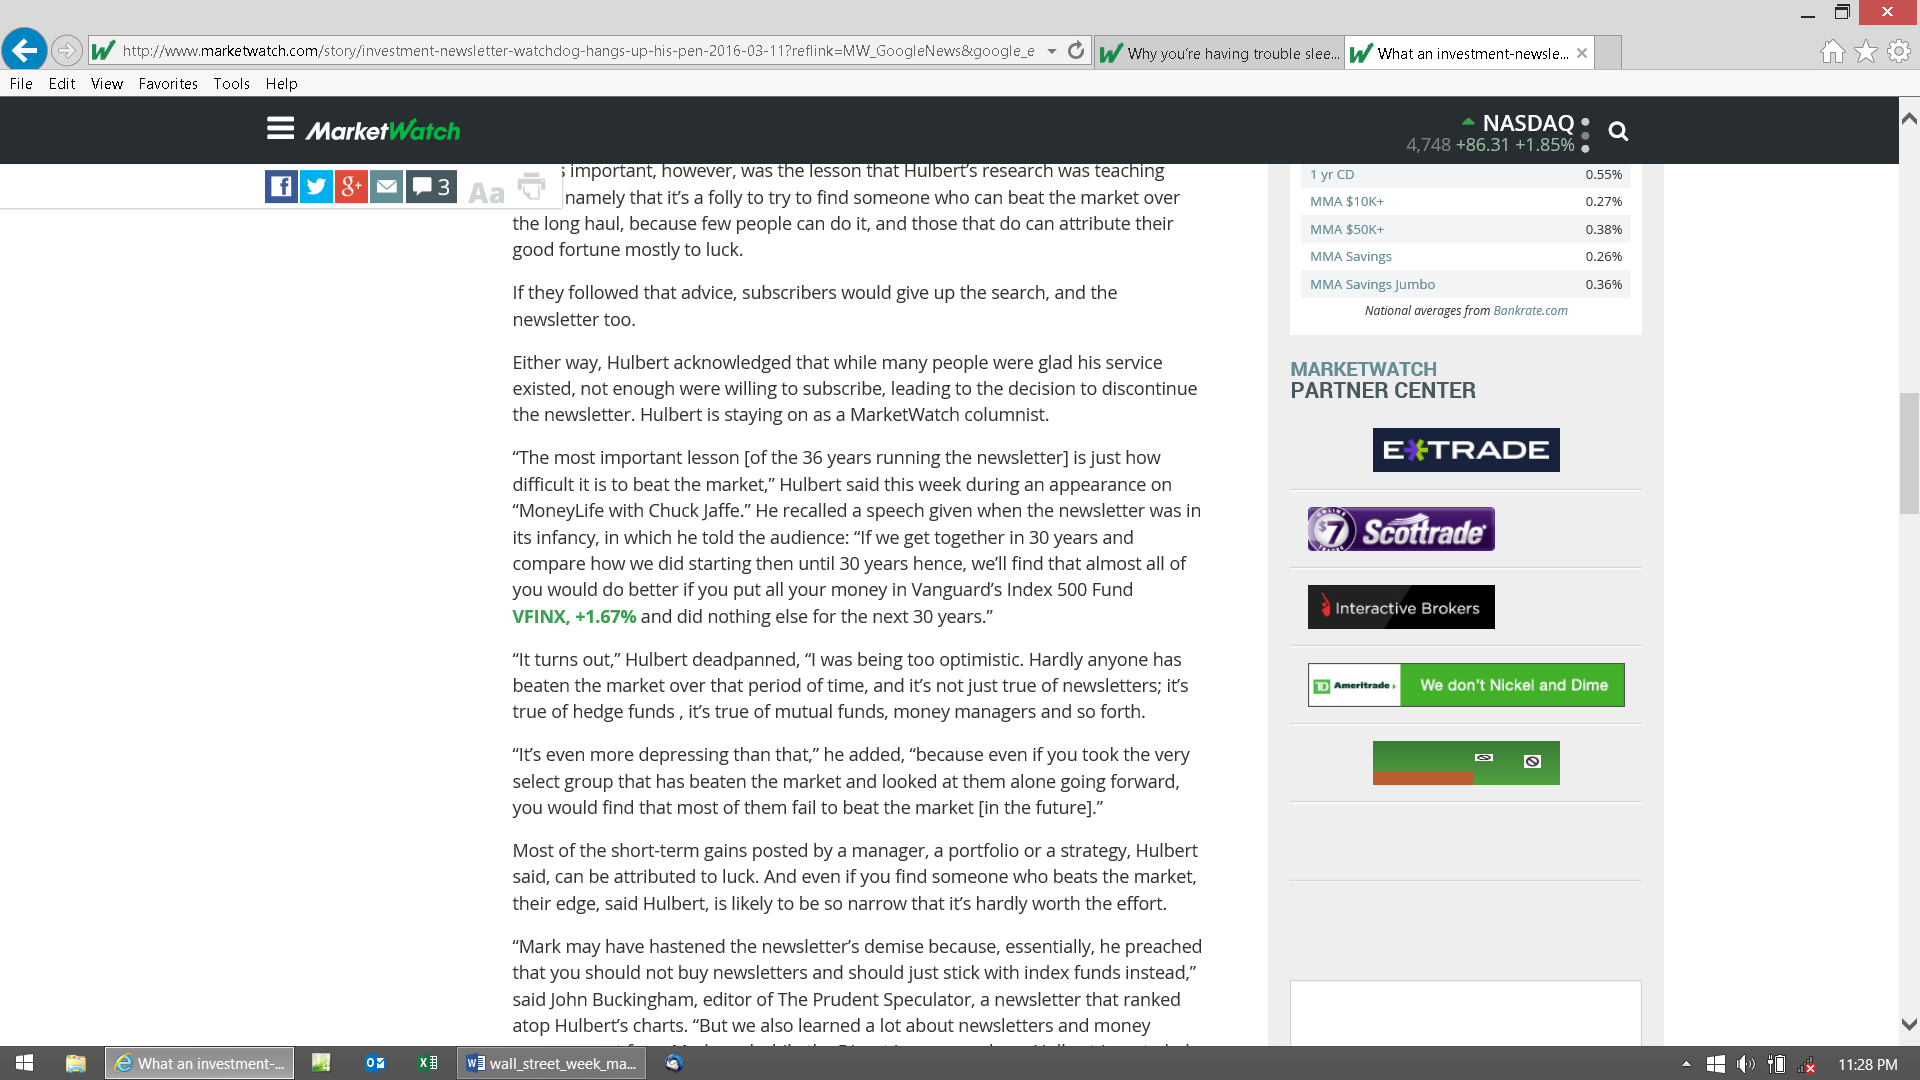 http://www.marketwatch.com/story/investment-newsletter-watchdog-hangs-up-his-pen-2016-03-11?reflink=MW_GoogleNews&google_e
Why you're having trouble slee...
What an investment-newsle...
File Edit View Favorites Tools Help
MarketWatch
NASDAQ
4,748 +86.31 +1.85%
3
Aa
s important, however, was the lesson that Hulbert’s research was teaching
namely that it’s a folly to try to find someone who can beat the market over
the long haul, because few people can do it, and those that do can attribute their
good fortune mostly to luck.
If they followed that advice, subscribers would give up the search, and the
newsletter too.
Either way, Hulbert acknowledged that while many people were glad his service
existed, not enough were willing to subscribe, leading to the decision to discontinue
the newsletter. Hulbert is staying on as a MarketWatch columnist.
“The most important lesson [of the 36 years running the newsletter] is just how
difficult it is to beat the market,” Hulbert said this week during an appearance on
“MoneyLife with Chuck Jaffe.” He recalled a speech given when the newsletter was in
its infancy, in which he told the audience: “If we get together in 30 years and
compare how we did starting then until 30 years hence, we’ll find that almost all of
you would do better if you put all your money in Vanguard’s Index 500 Fund
VFINX, +1.67% and did nothing else for the next 30 years.”
“It turns out,” Hulbert deadpanned, “I was being too optimistic. Hardly anyone has
beaten the market over that period of time, and it’s not just true of newsletters; it’s
true of hedge funds , it’s true of mutual funds, money managers and so forth.
“It’s even more depressing than that,” he added, “because even if you took the very
select group that has beaten the market and looked at them alone going forward,
you would find that most of them fail to beat the market [in the future].”
Most of the short-term gains posted by a manager, a portfolio or a strategy, Hulbert
said, can be attributed to luck. And even if you find someone who beats the market,
their edge, said Hulbert, is likely to be so narrow that it’s hardly worth the effort.
“Mark may have hastened the newsletter’s demise because, essentially, he preached
that you should not buy newsletters and should just stick with index funds instead,”
said John Buckingham, editor of The Prudent Speculator, a newsletter that ranked
atop Hulbert’s charts. “But we also learned a lot about newsletters and money
1 yr CD 0.55%
MMA $10K+ 0.27%
MMA $50K+ 0.38%
MMA Savings 0.26%
MMA Savings Jumbo 0.36%
National averages from Bankrate.com
MARKETWATCH
PARTNER CENTER
E*TRADE
ONLINE $7 TRADES Scottrade
Interactive Brokers
TD Ameritrade We don't Nickel and Dime
What an investment-...
wall_street_week_ma...
11:28 PM